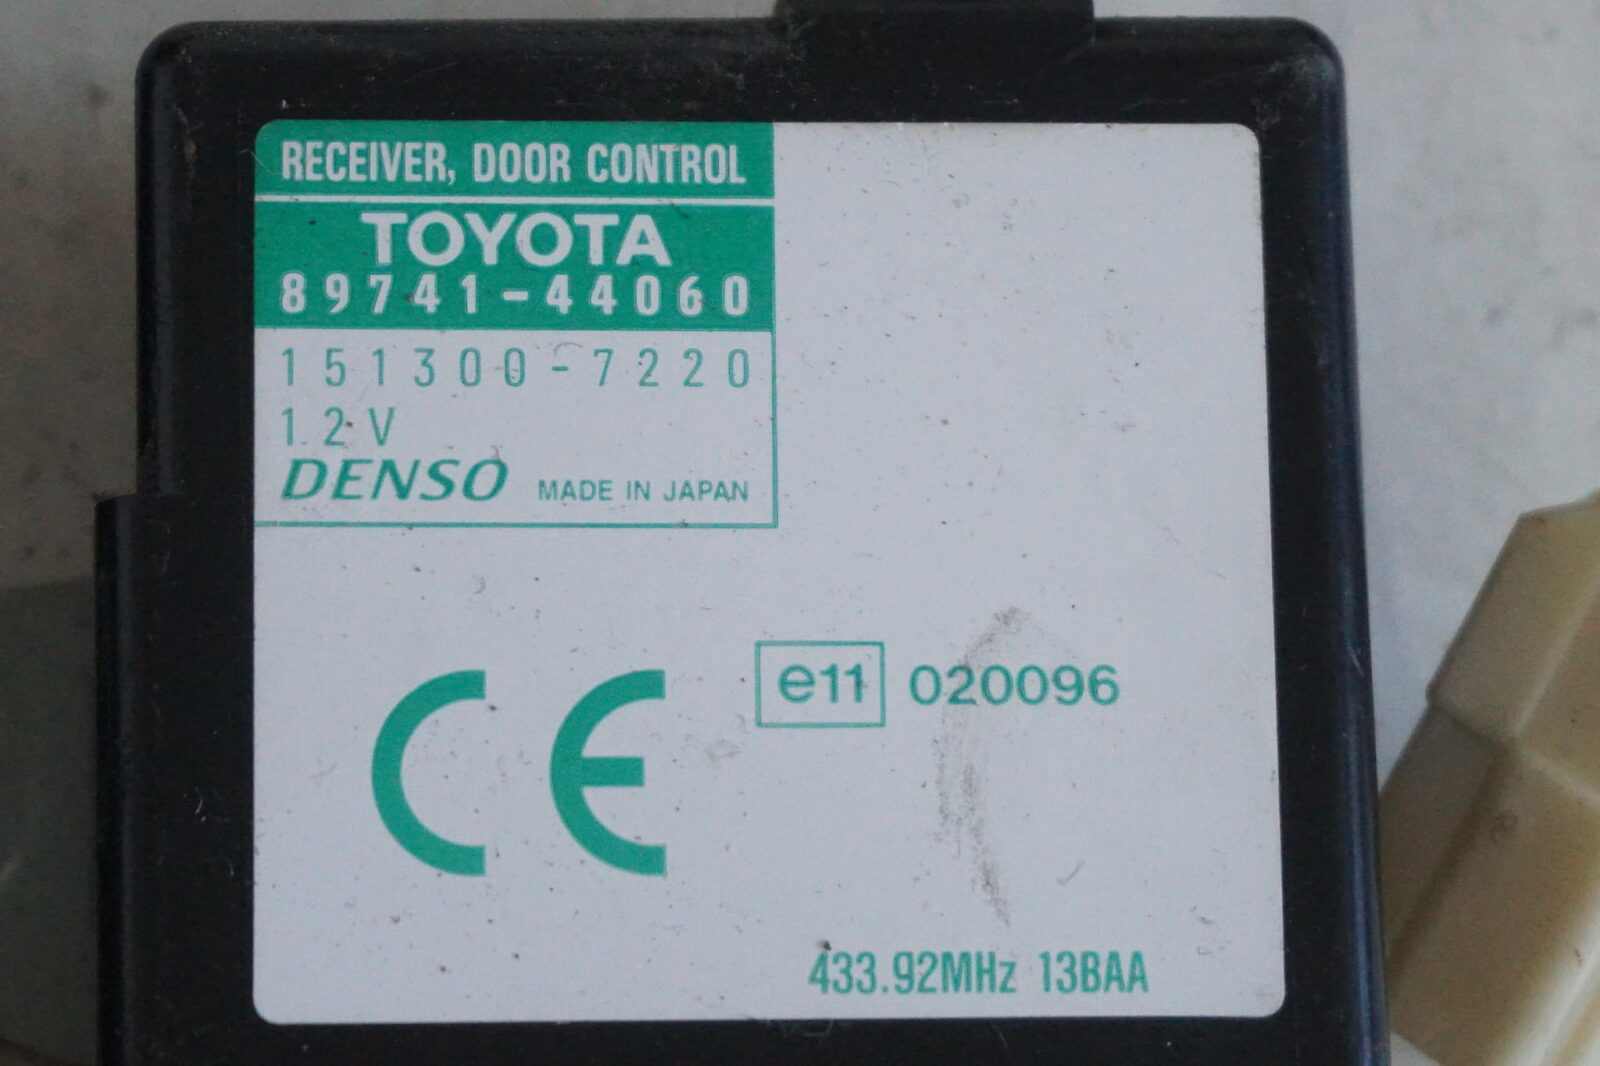 RECEIVER, DOOR CONTROL
TOYOTA
89741-44060
151300-7220
12V
DENSO MADE IN JAPAN
CE
e11 020096
433.92MHz 13BAA